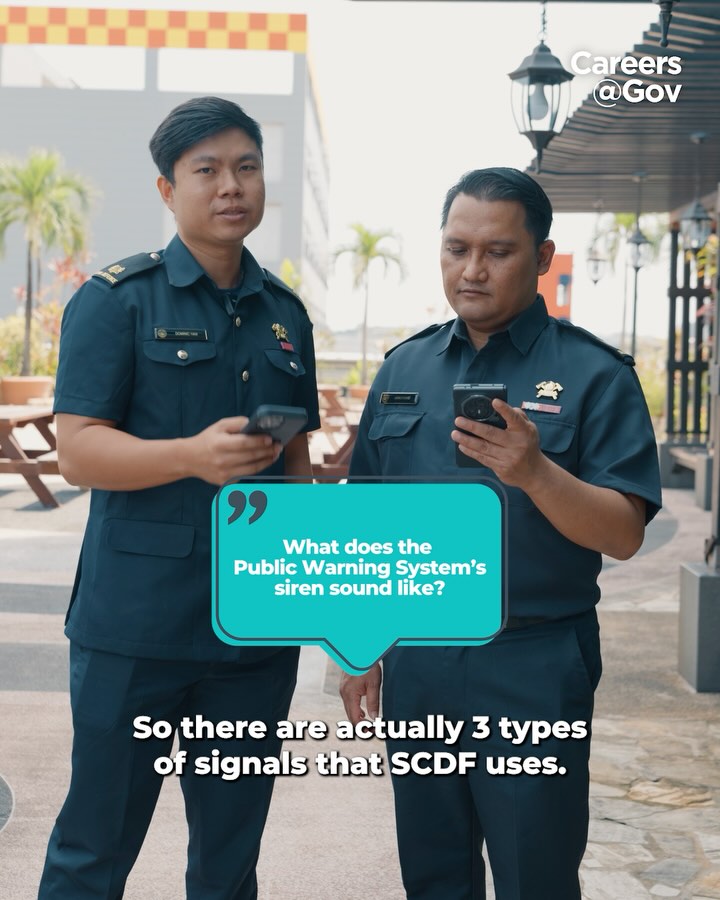 Careers
@Gov
”
What does the
Public Warning System’s
siren sound like?
So there are actually 3 types
of signals that SCDF uses.